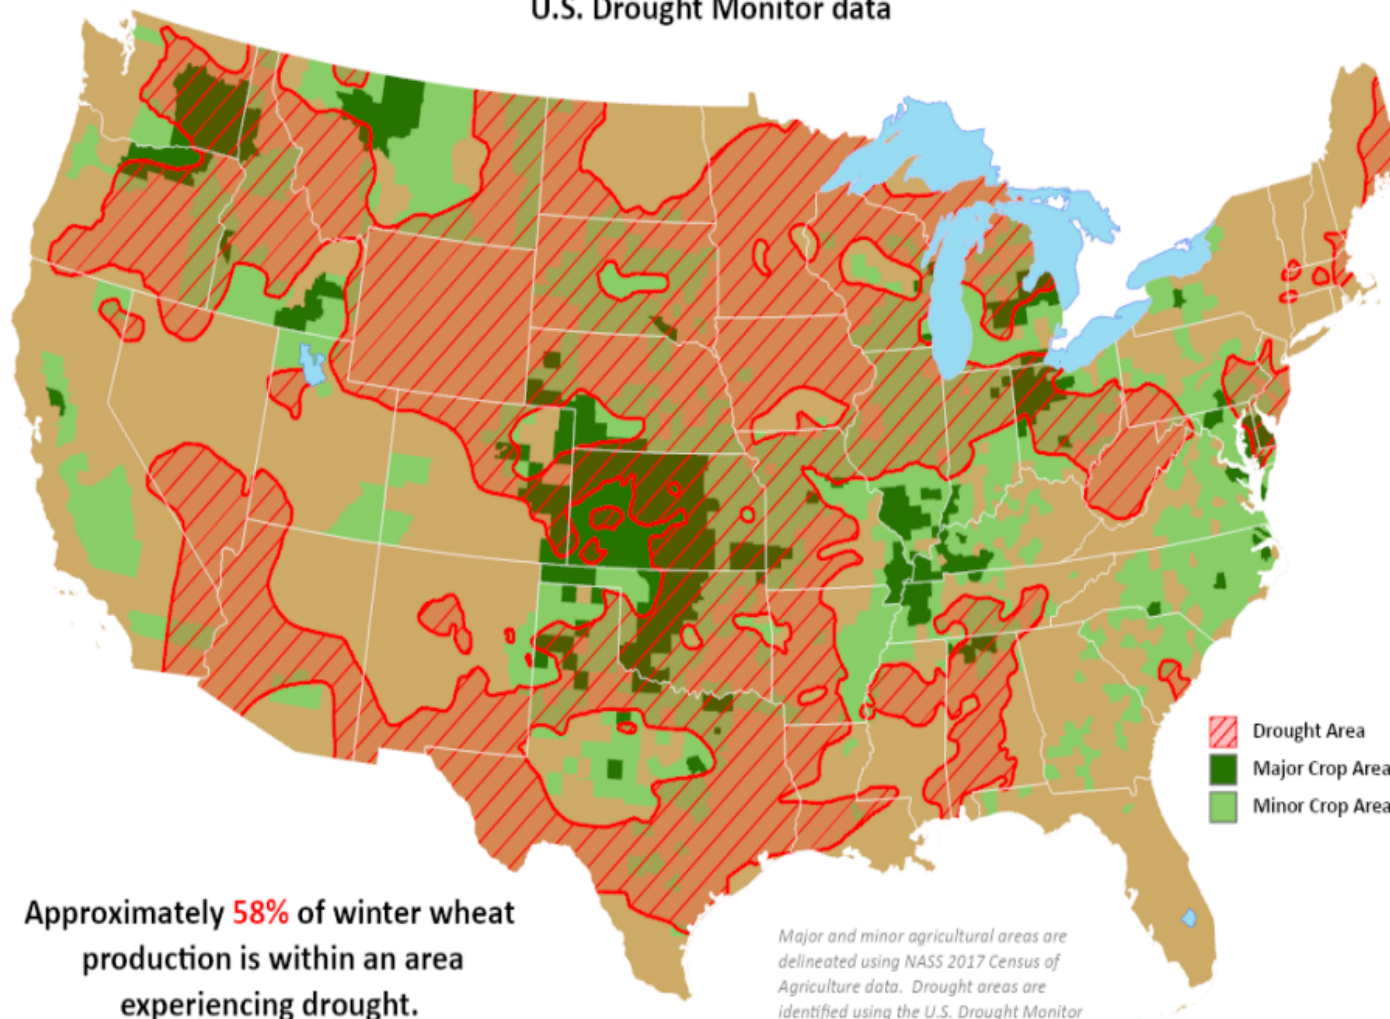 U.S. Drought Monitor data
Drought Area
Major Crop Area
Minor Crop Area
Approximately 58% of winter wheat
production is within an area
experiencing drought.
Major and minor agricultural areas are
delineated using NASS 2017 Census of
Agriculture data. Drought areas are
identified using the U.S. Drought Monitor